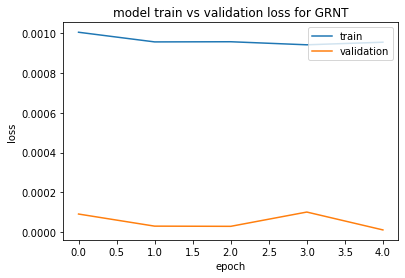 model train vs validation loss for GRNT
train
validation
loss
0.0010
0.0008
0.0006
0.0004
0.0002
0.0000
0.0 0.5 1.0 1.5 2.0 2.5 3.0 3.5 4.0
epoch